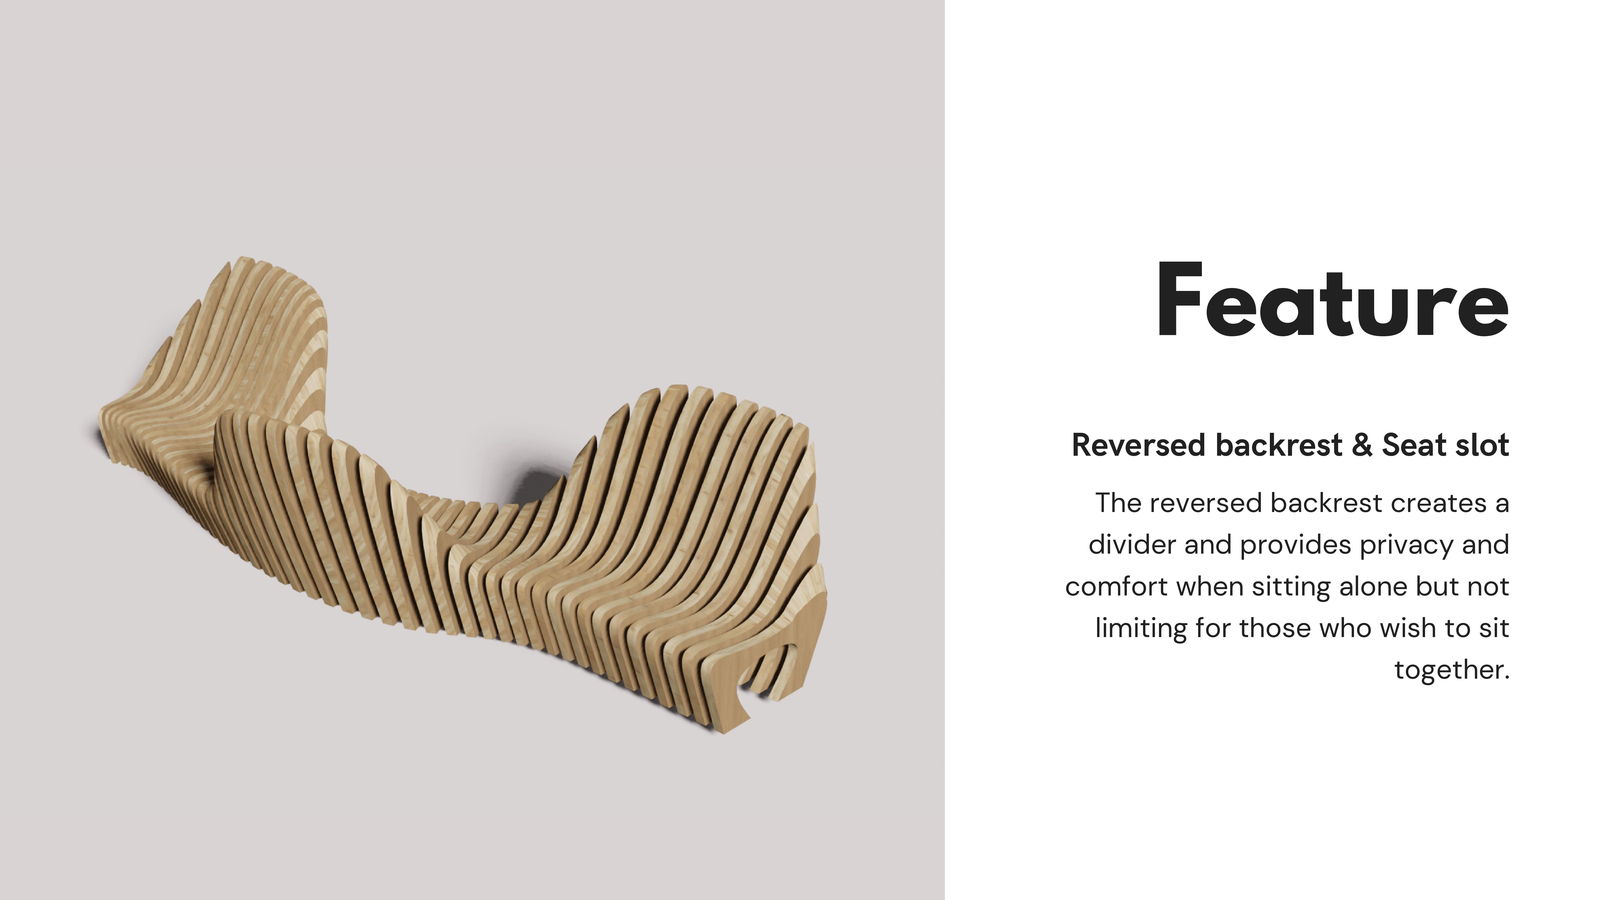 Feature
Reversed backrest & Seat slot
The reversed backrest creates a
divider and provides privacy and
comfort when sitting alone but not
limiting for those who wish to sit
together.